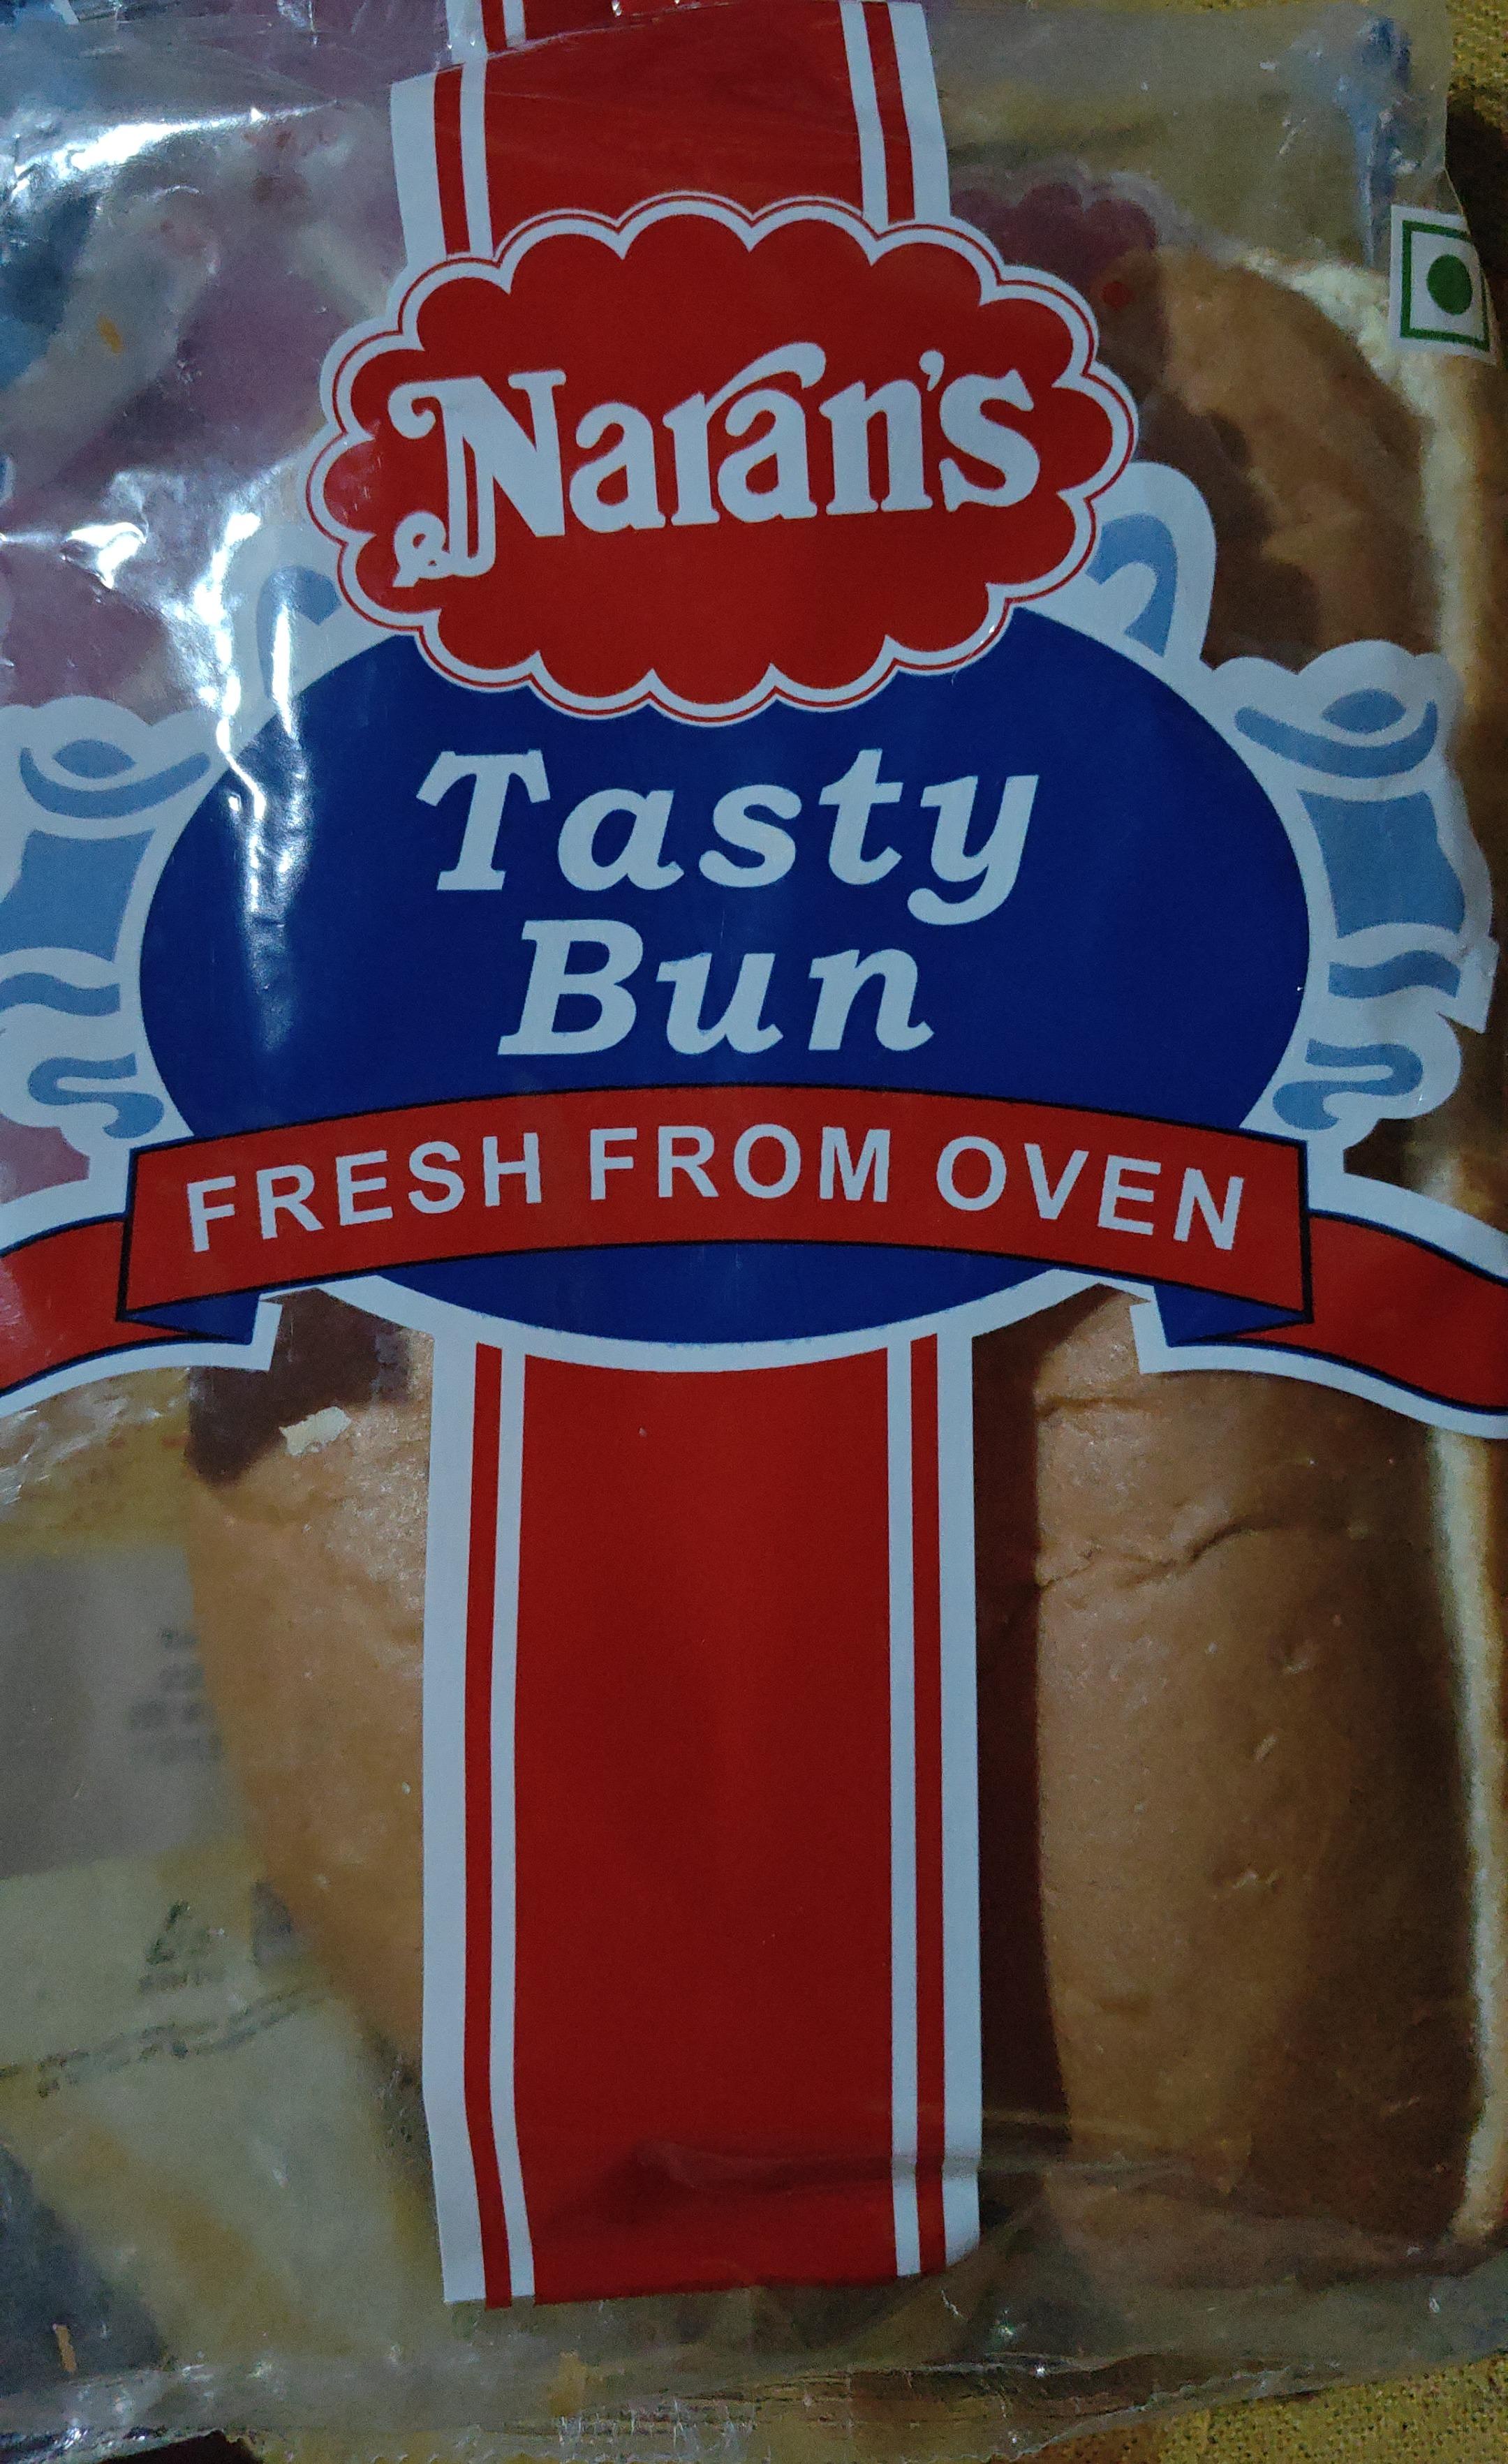 Naran's
Tasty
Bun
FRESH FROM OVEN